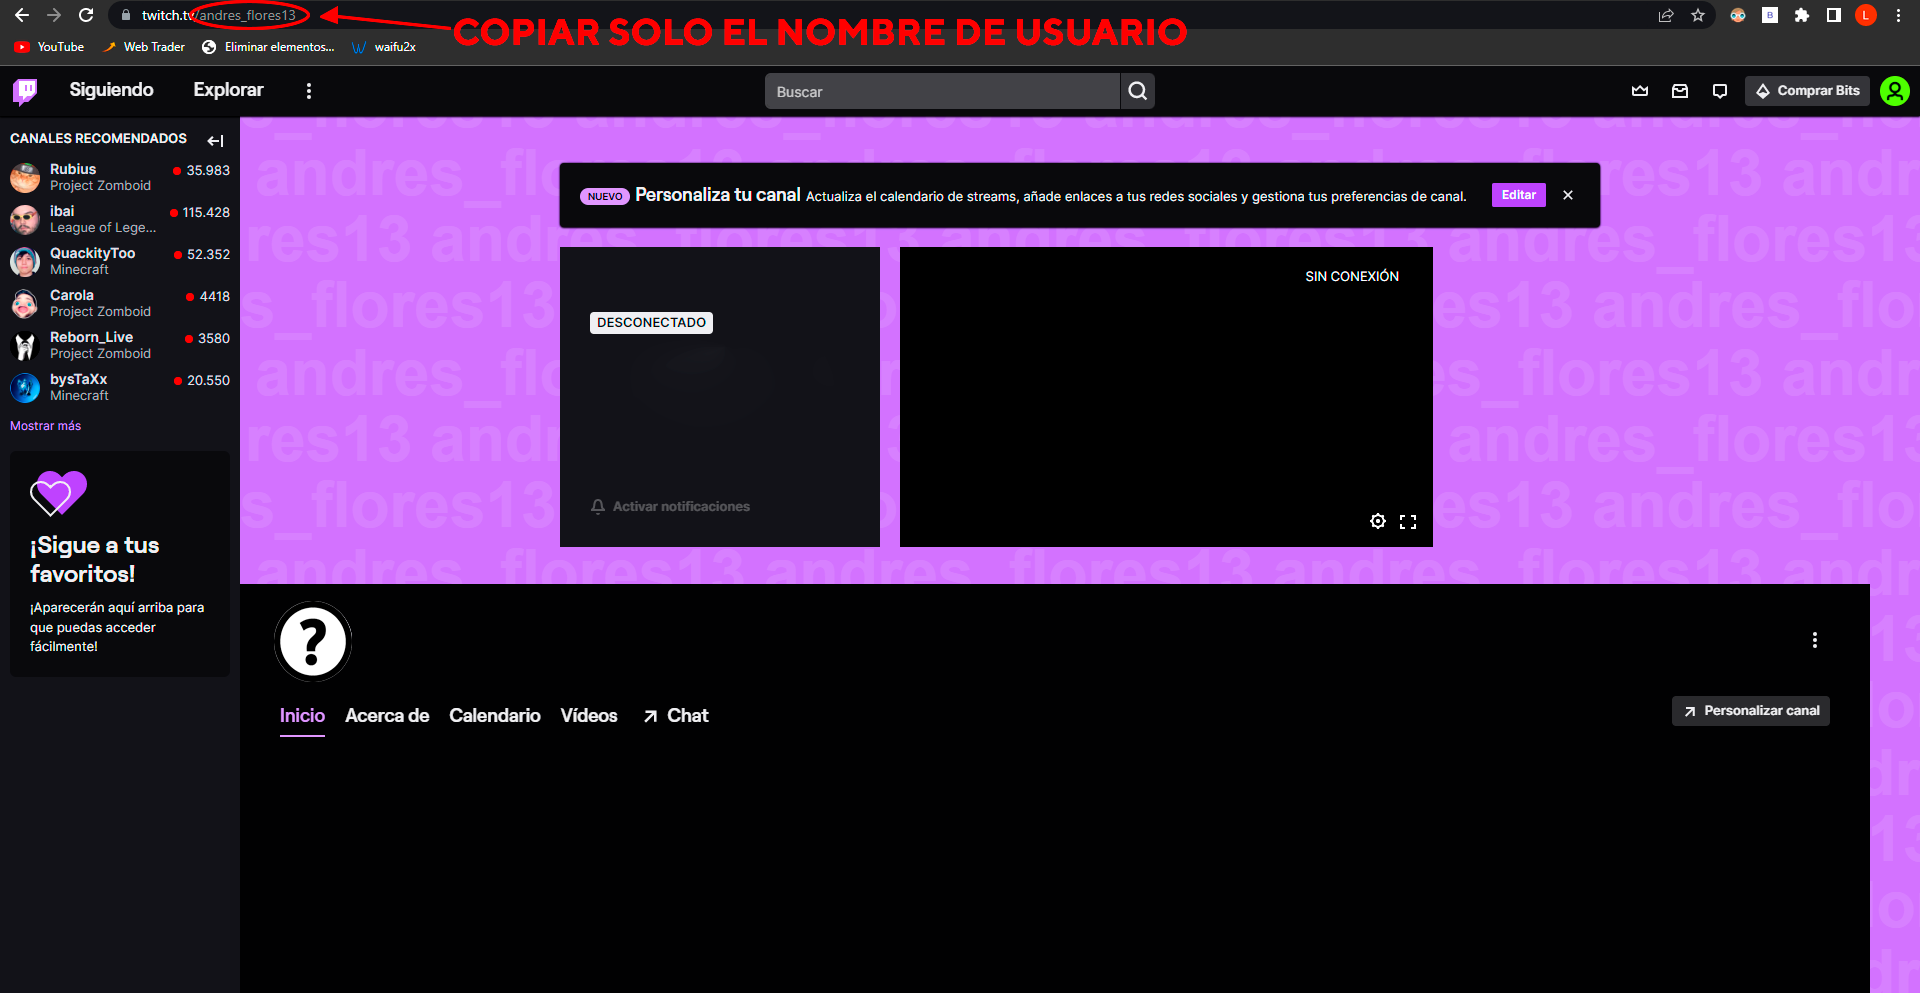 twitch.tv/andres_flores13
COPIAR SOLO EL NOMBRE DE USUARIO
YouTube Web Trader Eliminar elementos... waifu2x
Siguiendo Explorar Buscar Comprar Bits
CANALES RECOMENDADOS
Rubius 35.983
Project Zomboid
ibai 115.428
League of Lege...
QuackityToo 52.352
Minecraft
Carola 4418
Project Zomboid
Reborn_Live 3580
Project Zomboid
bysTaXx 20.550
Minecraft
Mostrar más
¡Sigue a tus
favoritos!
¡Aparecerán aquí arriba para
que puedas acceder
fácilmente!
NUEVO Personaliza tu canal Actualiza el calendario de streams, añade enlaces a tus redes sociales y gestiona tus preferencias de canal. Editar
SIN CONEXIÓN
DESCONECTADO
Activar notificaciones
andres_flores13 andres_flores13
Inicio Acerca de Calendario Vídeos Chat
Personalizar canal